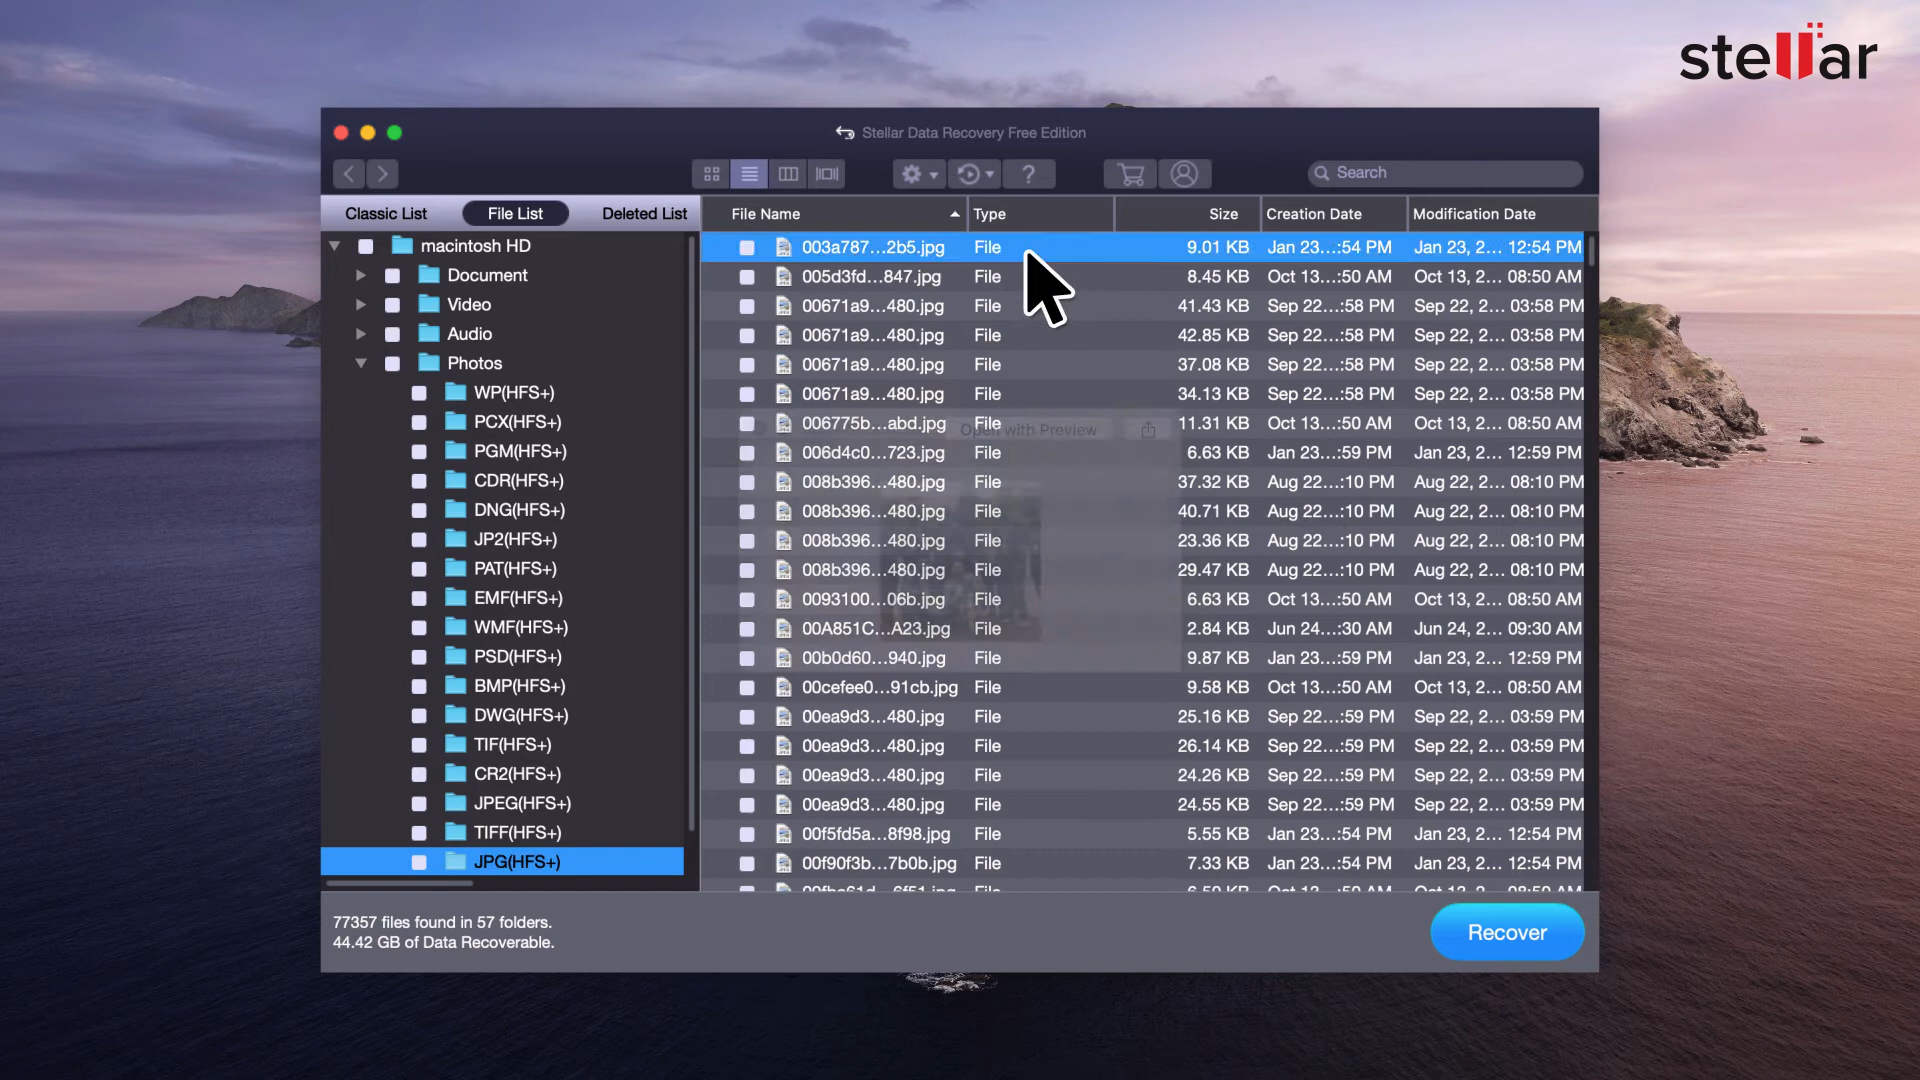 stellar
Stellar Data Recovery Free Edition
Search
Classic List File List Deleted List File Name Type Size Creation Date Modification Date
macintosh HD
Document
Video
Audio
Photos
WP(HFS+)
PCX(HFS+)
PGM(HFS+)
CDR(HFS+)
DNG(HFS+)
JP2(HFS+)
PAT(HFS+)
EMF(HFS+)
WMF(HFS+)
PSD(HFS+)
BMP(HFS+)
DWG(HFS+)
TIF(HFS+)
CR2(HFS+)
JPEG(HFS+)
TIFF(HFS+)
JPG(HFS+)
003a787...2b5.jpg File 9.01 KB Jan 23...:54 PM Jan 23, 2... 12:54 PM
005d3fd...847.jpg File 8.45 KB Oct 13...:50 AM Oct 13, 2... 08:50 AM
00671a9...480.jpg File 41.43 KB Sep 22...:58 PM Sep 22, 2... 03:58 PM
00671a9...480.jpg File 42.85 KB Sep 22...:58 PM Sep 22, 2... 03:58 PM
00671a9...480.jpg File 37.08 KB Sep 22...:58 PM Sep 22, 2... 03:58 PM
00671a9...480.jpg File 34.13 KB Sep 22...:58 PM Sep 22, 2... 03:58 PM
006775b...abd.jpg File 11.31 KB Oct 13...:50 AM Oct 13, 2... 08:50 AM
Open with Preview
006d4c0...723.jpg File 6.63 KB Jan 23...:59 PM Jan 23, 2... 12:59 PM
008b396...480.jpg File 37.32 KB Aug 22...:10 PM Aug 22, 2... 08:10 PM
008b396...480.jpg File 40.71 KB Aug 22...:10 PM Aug 22, 2... 08:10 PM
008b396...480.jpg File 23.36 KB Aug 22...:10 PM Aug 22, 2... 08:10 PM
008b396...480.jpg File 29.47 KB Aug 22...:10 PM Aug 22, 2... 08:10 PM
0093100...06b.jpg File 6.63 KB Oct 13...:50 AM Oct 13, 2... 08:50 AM
00A851C...A23.jpg File 2.84 KB Jun 24...:30 AM Jun 24, 2... 09:30 AM
00b0d60...940.jpg File 9.87 KB Jan 23...:59 PM Jan 23, 2... 12:59 PM
00cefee0...91cb.jpg File 9.58 KB Oct 13...:50 AM Oct 13, 2... 08:50 AM
00ea9d3...480.jpg File 25.16 KB Sep 22...:59 PM Sep 22, 2... 03:59 PM
00ea9d3...480.jpg File 26.14 KB Sep 22...:59 PM Sep 22, 2... 03:59 PM
00ea9d3...480.jpg File 24.26 KB Sep 22...:59 PM Sep 22, 2... 03:59 PM
00ea9d3...480.jpg File 24.55 KB Sep 22...:59 PM Sep 22, 2... 03:59 PM
00f5fd5a...8f98.jpg File 5.55 KB Jan 23...:54 PM Jan 23, 2... 12:54 PM
00f90f3b...7b0b.jpg File 7.33 KB Jan 23...:54 PM Jan 23, 2... 12:54 PM
77357 files found in 57 folders.
44.42 GB of Data Recoverable.
Recover